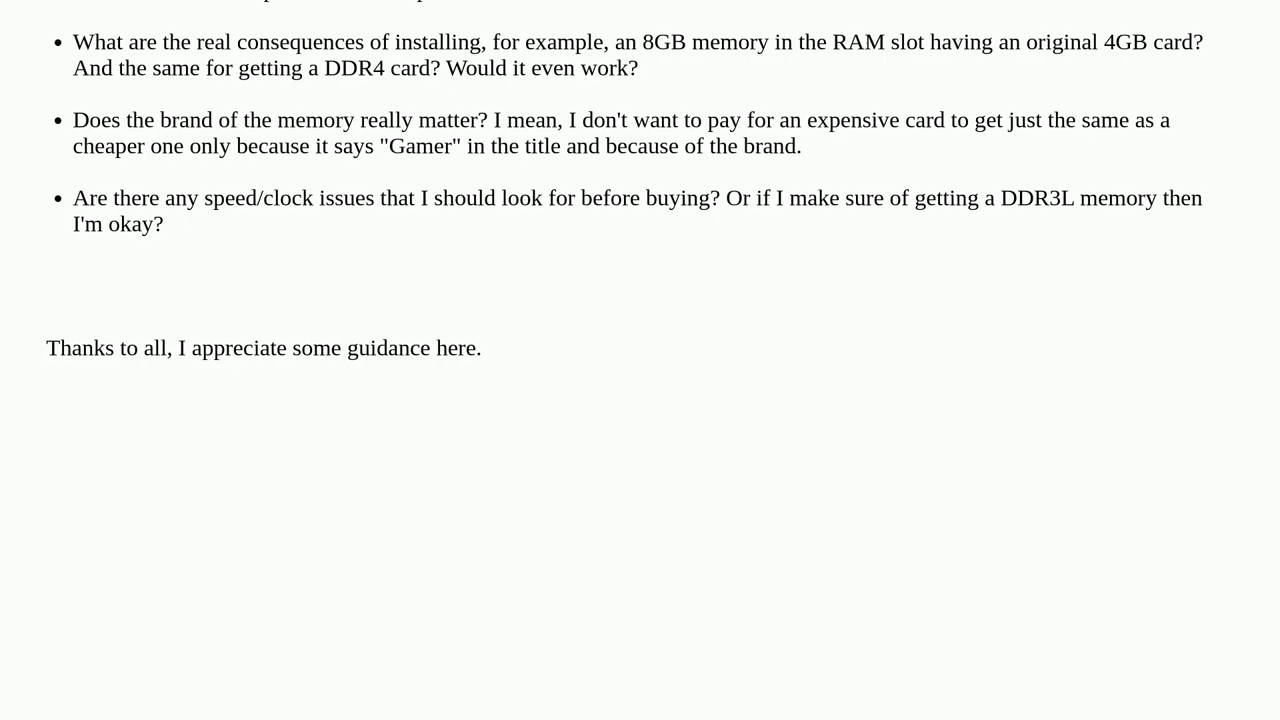 • What are the real consequences of installing, for example, an 8GB memory in the RAM slot having an original 4GB card?
And the same for getting a DDR4 card? Would it even work?
• Does the brand of the memory really matter? I mean, I don't want to pay for an expensive card to get just the same as a
cheaper one only because it says "Gamer" in the title and because of the brand.
• Are there any speed/clock issues that I should look for before buying? Or if I make sure of getting a DDR3L memory then
I'm okay?
Thanks to all, I appreciate some guidance here.